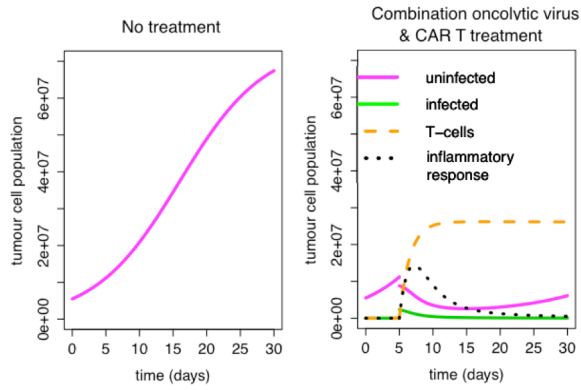 No treatment
tumour cell population
0e+00
2e+07
4e+07
6e+07
0 5 10 15 20 25 30
time (days)
Combination oncolytic virus
& CAR T treatment
uninfected
infected
T-cells
inflammatory
response
tumour cell population
0e+00
2e+07
4e+07
6e+07
0 5 10 15 20 25 30
time (days)